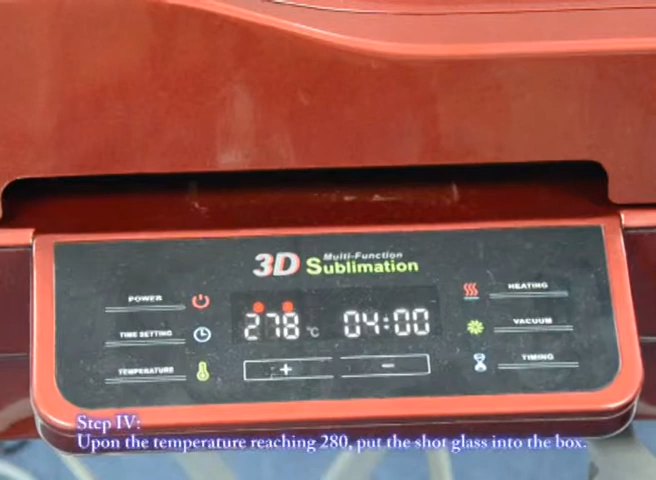 3D Multi-Function Sublimation
POWER
TIME SETTING
TEMPERATURE
278 °C 04:00
+ −
HEATING
VACUUM
TIMING
Step IV:
Upon the temperature reaching 280, put the shot glass into the box.